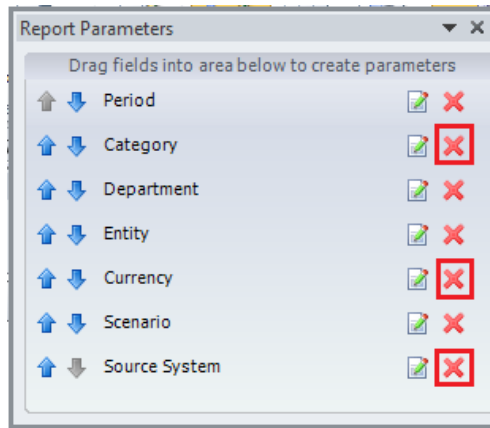 Report Parameters
Drag fields into area below to create parameters
Period
Category
Department
Entity
Currency
Scenario
Source System